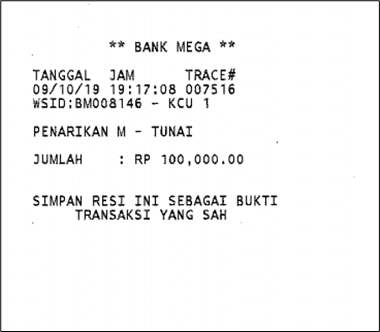 ** BANK MEGA **
TANGGAL JAM TRACE#
09/10/19 19:17:08 007516
WSID:BM008146 - KCU 1
PENARIKAN M - TUNAI
JUMLAH : RP 100,000.00
SIMPAN RESI INI SEBAGAI BUKTI
TRANSAKSI YANG SAH